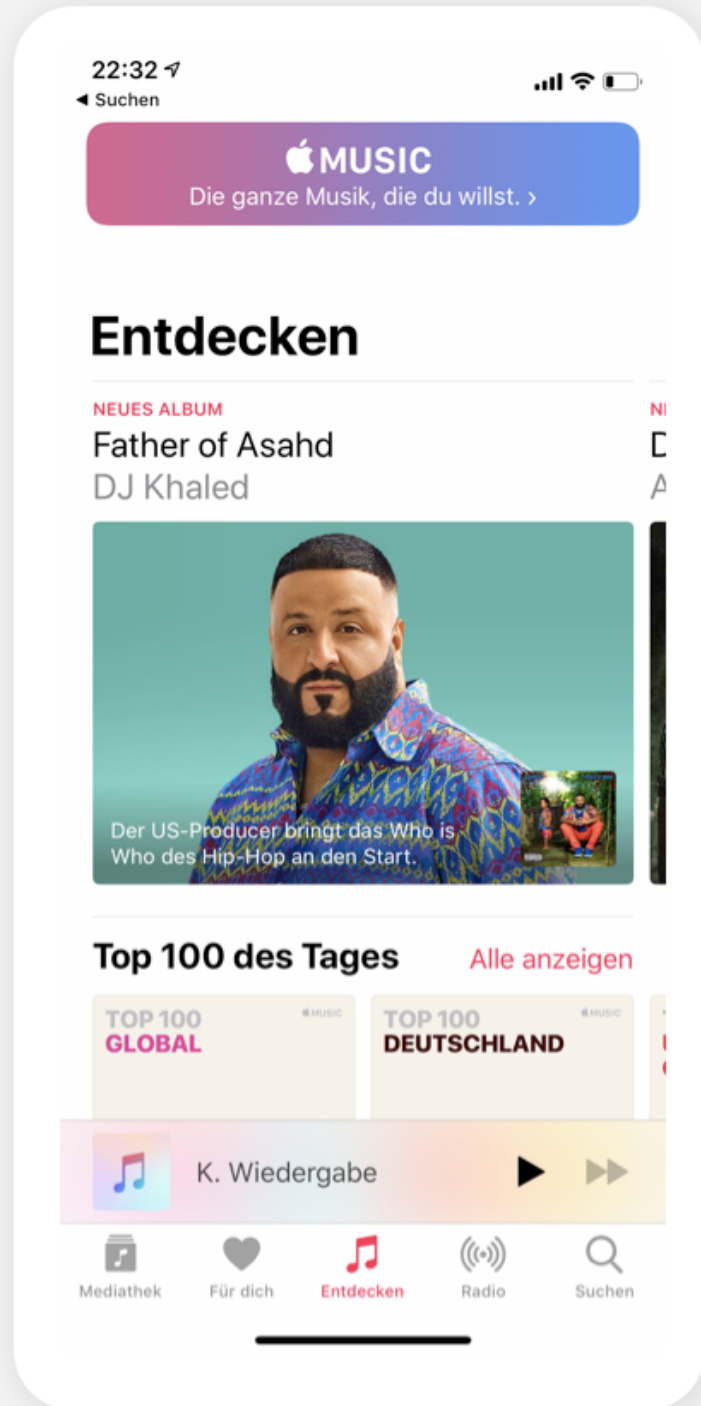 22:32
◀ Suchen
MUSIC
Die ganze Musik, die du willst. ›
Entdecken
NEUES ALBUM
Father of Asahd
DJ Khaled
Der US-Producer bringt das Who is
Who des Hip-Hop an den Start.
Top 100 des Tages
Alle anzeigen
TOP 100
GLOBAL
MUSIC
TOP 100
DEUTSCHLAND
MUSIC
K. Wiedergabe
Mediathek
Für dich
Entdecken
Radio
Suchen